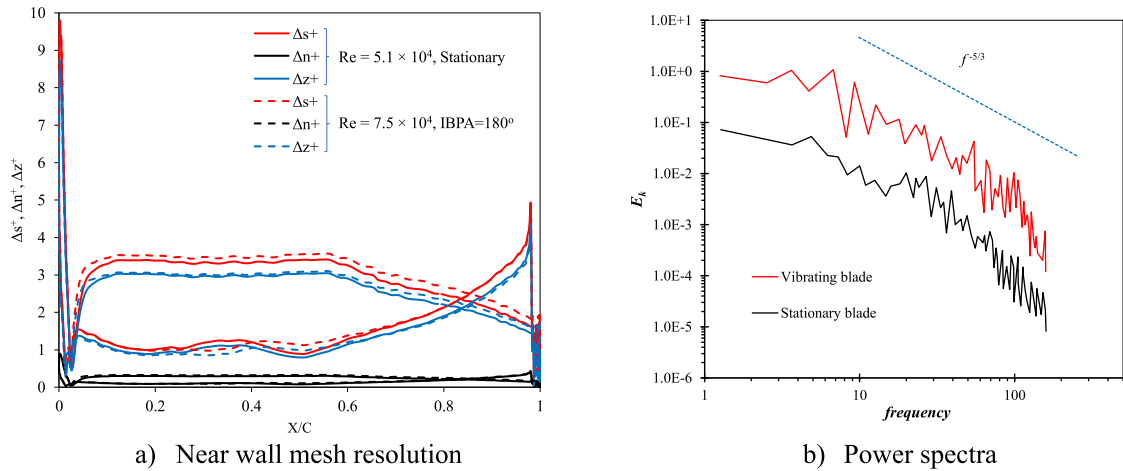 10
9
8
7
6
5
4
3
2
1
0
Δs⁺, Δn⁺, Δz⁺
Δs+
Δn+
Δz+
Re = 5.1 × 10⁴, Stationary
Δs+
Δn+
Δz+
Re = 7.5 × 10⁴, IBPA=180ᵒ
0 0.2 0.4 0.6 0.8 1
X/C
a) Near wall mesh resolution
1.0E+1
1.0E+0
1.0E-1
1.0E-2
1.0E-3
1.0E-4
1.0E-5
1.0E-6
E_k
f^-5/3
Vibrating blade
Stationary blade
1 10 100
frequency
b) Power spectra